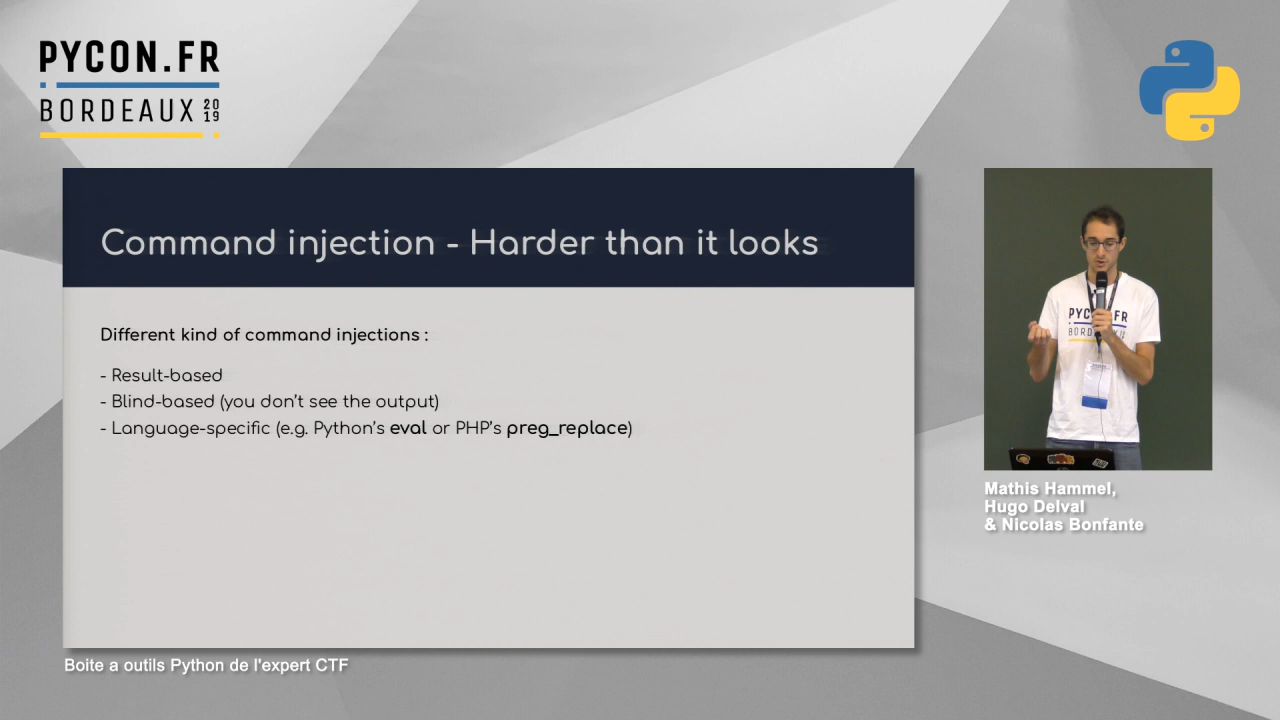 PYCON.FR
BORDEAUX 2019
Command injection - Harder than it looks
Different kind of command injections :
- Result-based
- Blind-based (you don't see the output)
- Language-specific (e.g. Python's eval or PHP's preg_replace)
PYCON.FR
BORDEAUX
Mathis Hammel,
Hugo Delval
& Nicolas Bonfante
Boite a outils Python de l'expert CTF